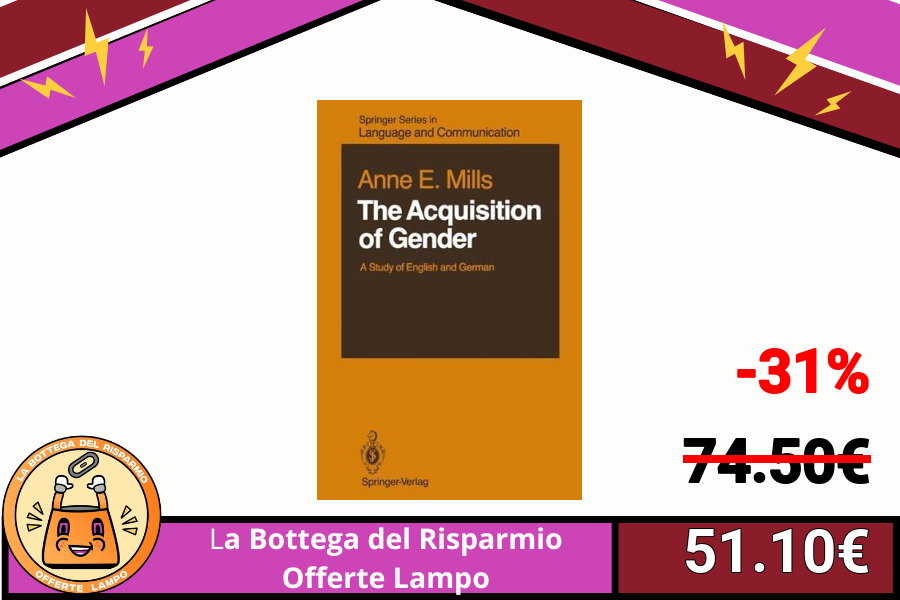 Springer Series in
Language and Communication
Anne E. Mills
The Acquisition
of Gender
A Study of English and German
Springer-Verlag
-31%
74.50€
51.10€
LA BOTTEGA DEL RISPARMIO
OFFERTE LAMPO
La Bottega del Risparmio
Offerte Lampo